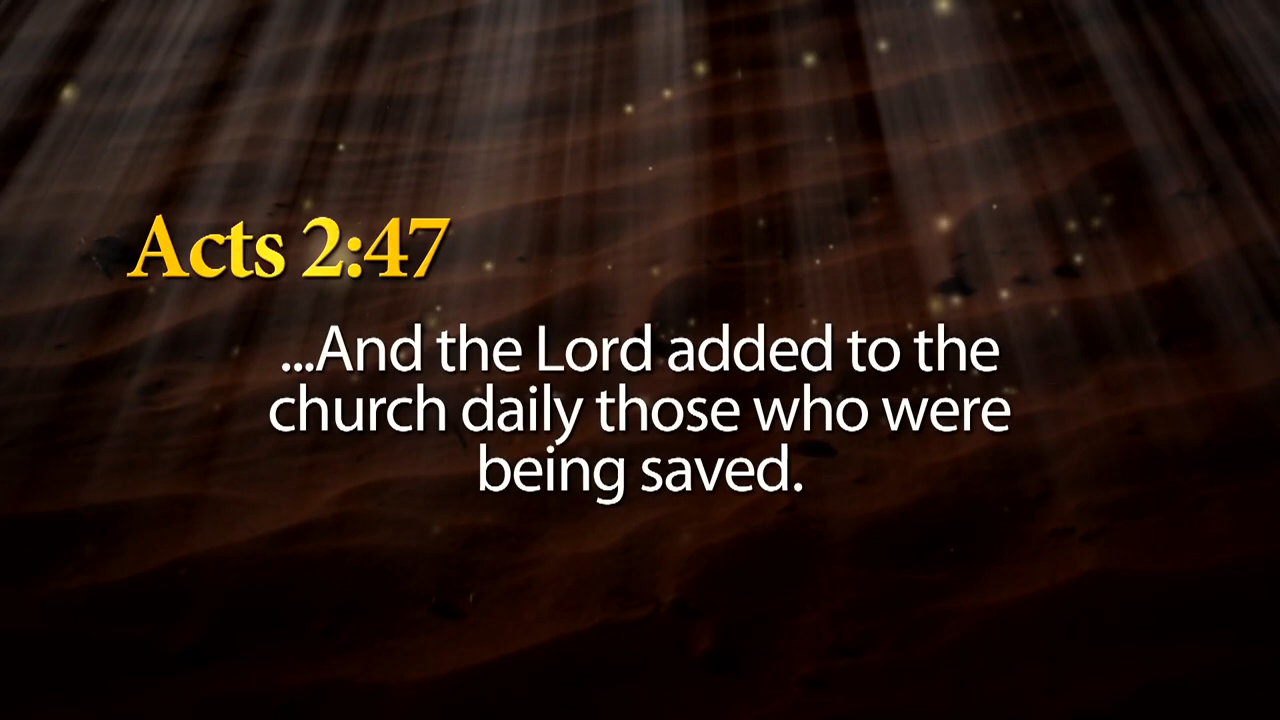 Acts 2:47
...And the Lord added to the
church daily those who were
being saved.